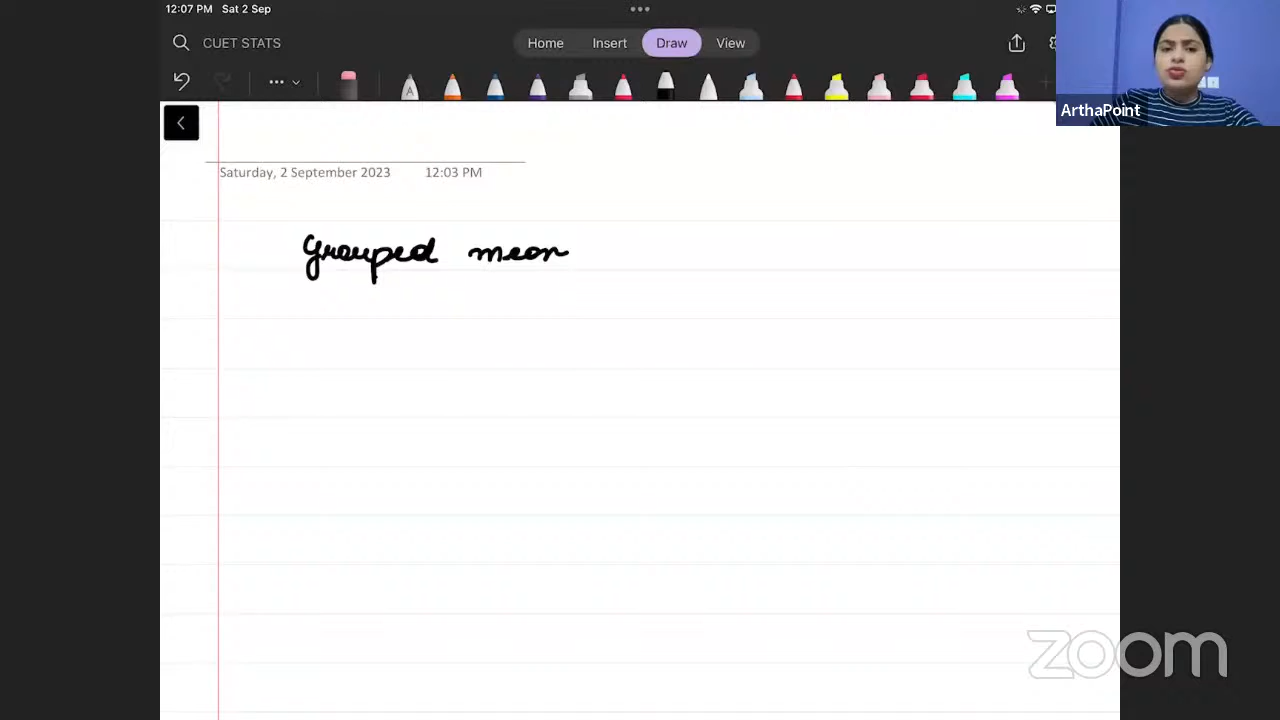 12:07 PM Sat 2 Sep
CUET STATS
Home Insert Draw View
A
ArthaPoint
Saturday, 2 September 2023 12:03 PM
Grouped mean
zoom